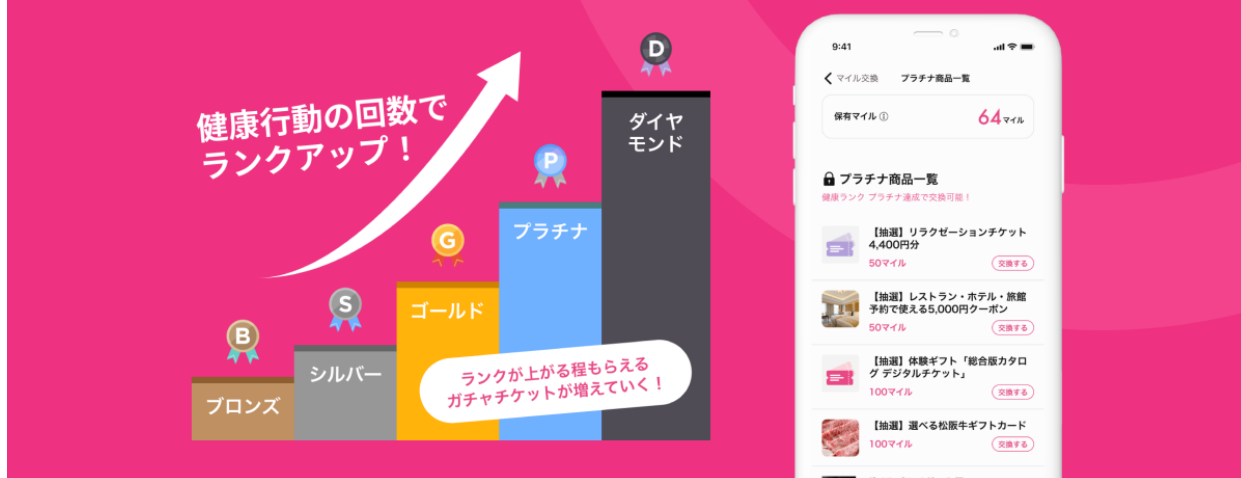 健康行動の回数で
ランクアップ！
B
ブロンズ
S
シルバー
G
ゴールド
P
プラチナ
D
ダイヤ
モンド
ランクが上がる程もらえる
ガチャチケットが増えていく！
9:41
マイル交換 プラチナ商品一覧
保有マイル ⓘ 64マイル
プラチナ商品一覧
健康ランク プラチナ達成で交換可能！
【抽選】リラクゼーションチケット
4,400円分
50マイル 交換する
【抽選】レストラン・ホテル・旅館
予約で使える5,000円クーポン
50マイル 交換する
【抽選】体験ギフト「総合版カタロ
グ デジタルチケット」
100マイル 交換する
【抽選】選べる松阪牛ギフトカード
100マイル 交換する